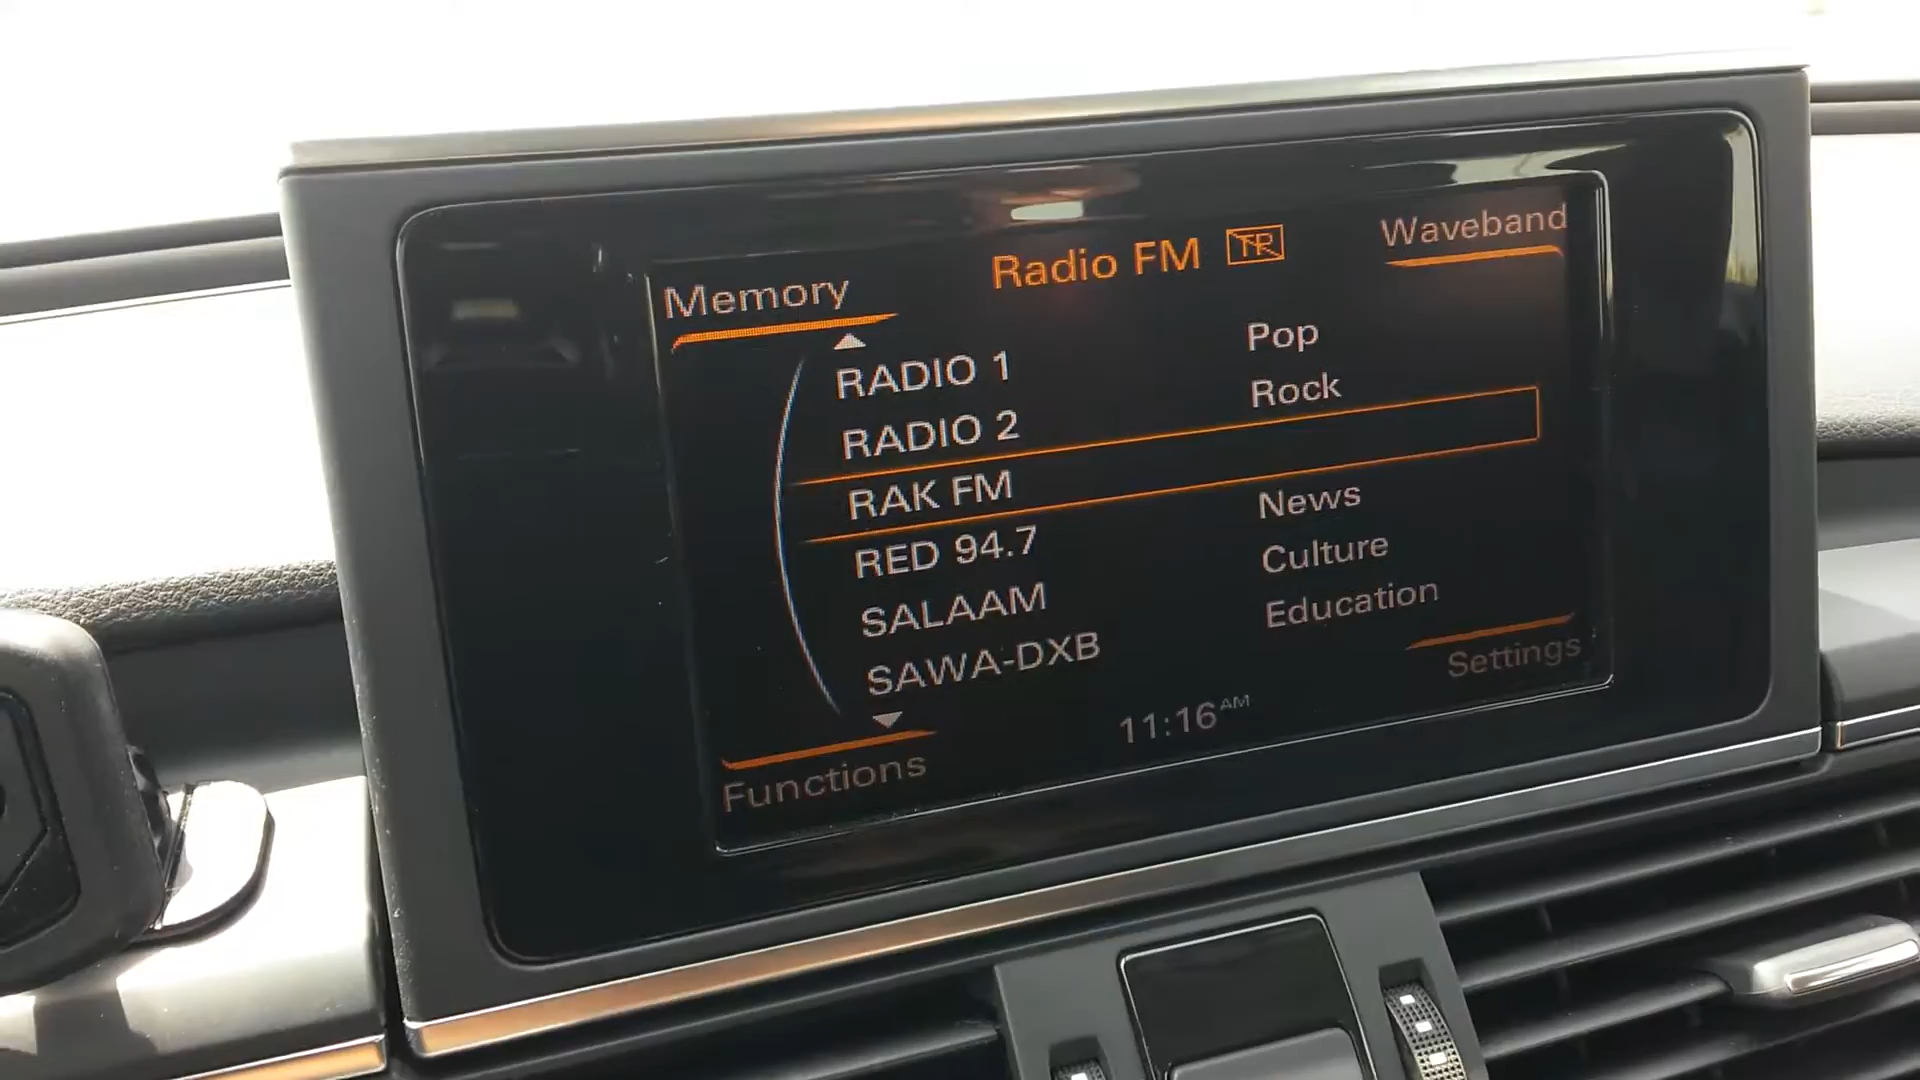 Memory
Radio FM TR
Waveband
RADIO 1 Pop
RADIO 2 Rock
RAK FM
RED 94.7 News
SALAAM Culture
SAWA-DXB Education
Functions
11:16 AM
Settings